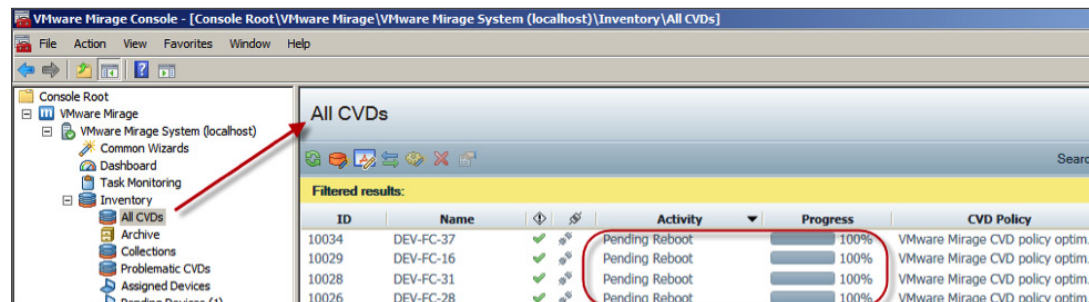 VMware Mirage Console - [Console Root\VMware Mirage\VMware Mirage System (localhost)\Inventory\All CVDs]
File Action View Favorites Window Help
Console Root
VMware Mirage
VMware Mirage System (localhost)
Common Wizards
Dashboard
Task Monitoring
Inventory
All CVDs
Archive
Collections
Problematic CVDs
Assigned Devices
Pending Devices (1)
All CVDs
Searc
Filtered results:
ID Name Activity Progress CVD Policy
10034 DEV-FC-37 Pending Reboot 100% VMware Mirage CVD policy optim.
10029 DEV-FC-16 Pending Reboot 100% VMware Mirage CVD policy optim.
10028 DEV-FC-31 Pending Reboot 100% VMware Mirage CVD policy optim.
10026 DEV-FC-28 Pending Reboot 100% VMware Mirage CVD policy optim.